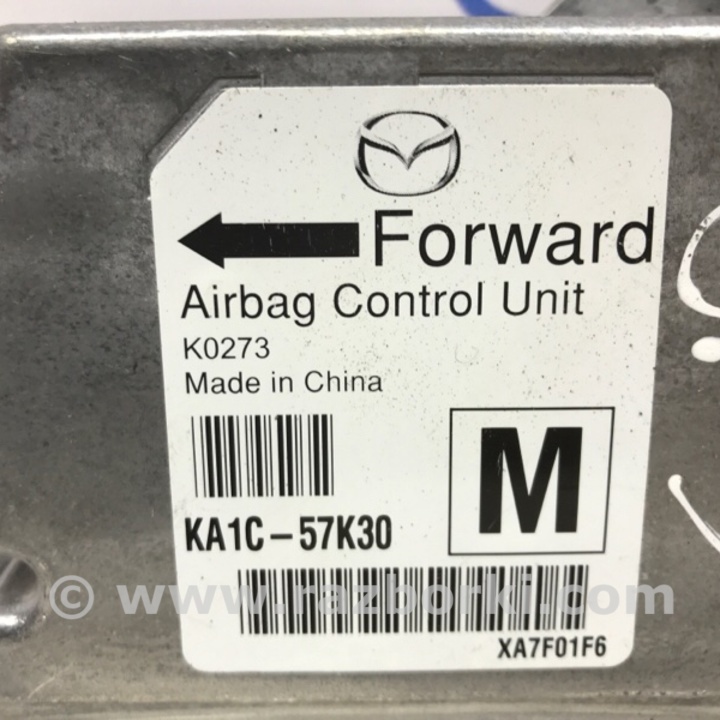 Forward
Airbag Control Unit
K0273
Made in China
KA1C-57K30
M
© www.razborki.com
XA7F01F6